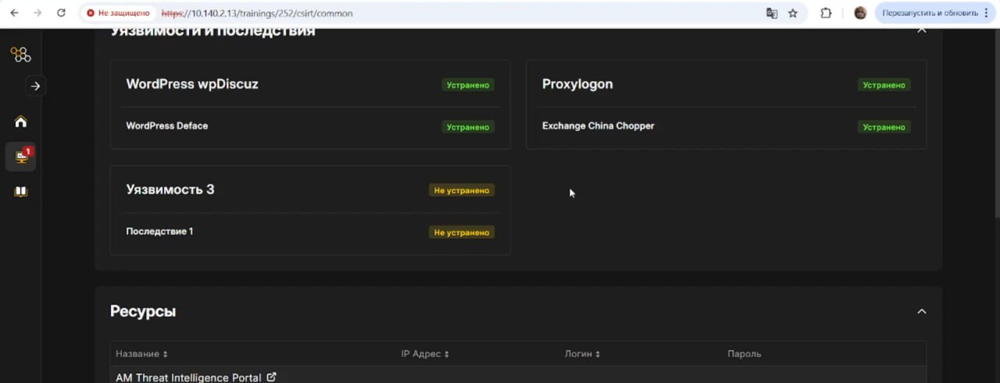 Не защищено https://10.140.2.13/trainings/252/csirt/common Перезапустить и обновить
Уязвимости и последствия
WordPress wpDiscuz Устранено
Proxylogon Устранено
WordPress Deface Устранено
Exchange China Chopper Устранено
1
Уязвимость 3 Не устранено
Последствие 1 Не устранено
Ресурсы
Название IP Адрес Логин Пароль
AM Threat Intelligence Portal